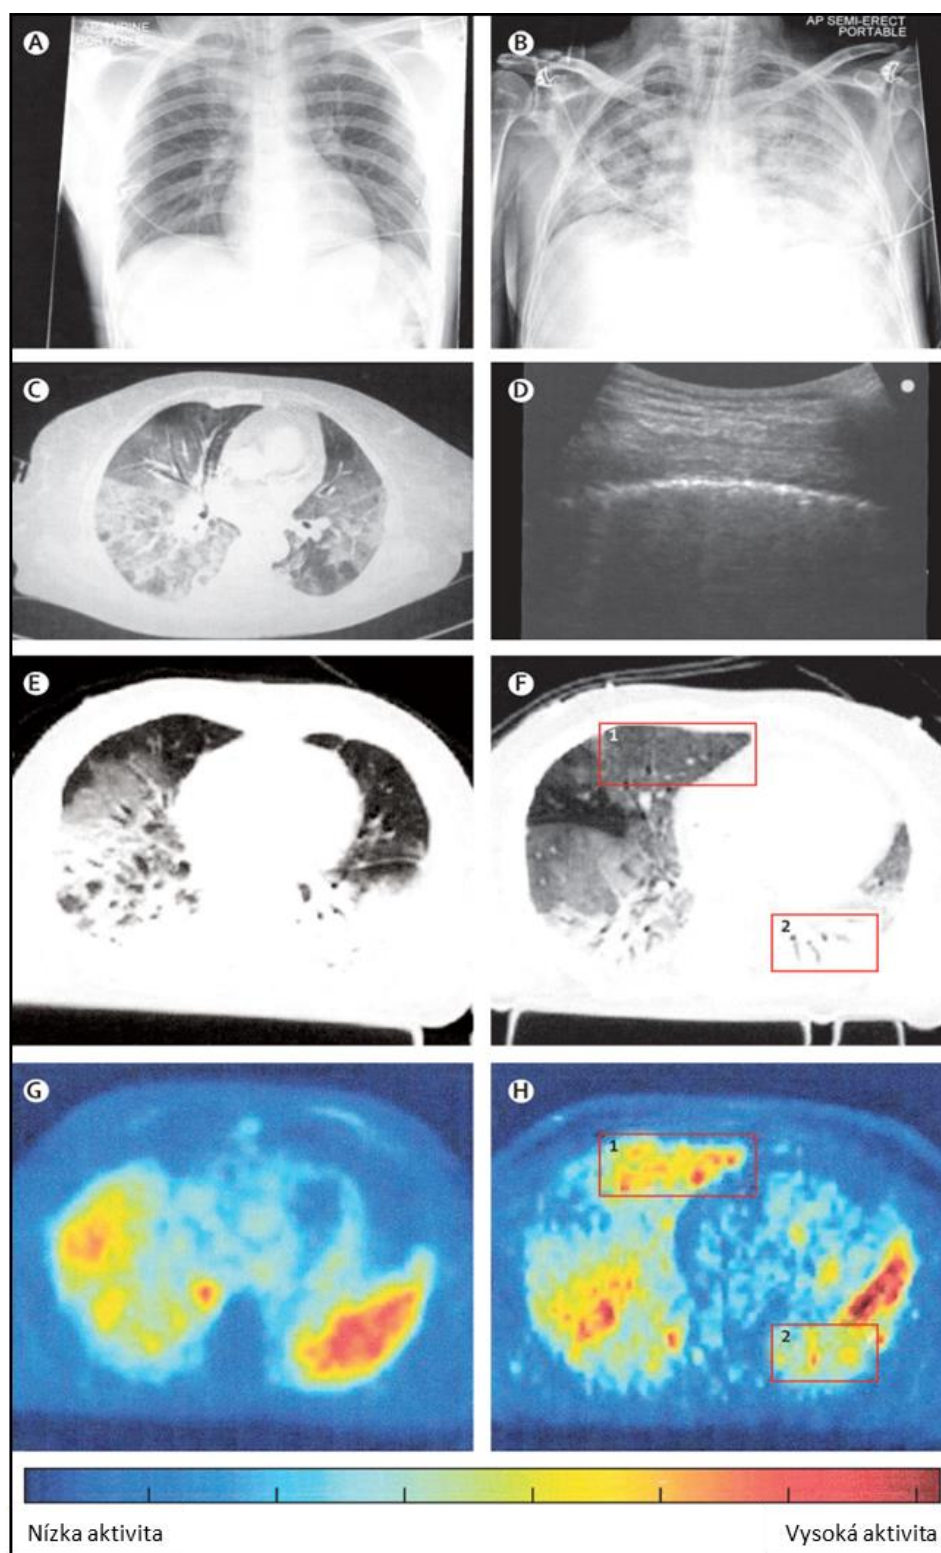 A
AP SUPINE
PORTABLE
B
AP SEMI-ERECT
PORTABLE
C
D
E
F
1
2
G
H
1
2
Nízka aktivita
Vysoká aktivita